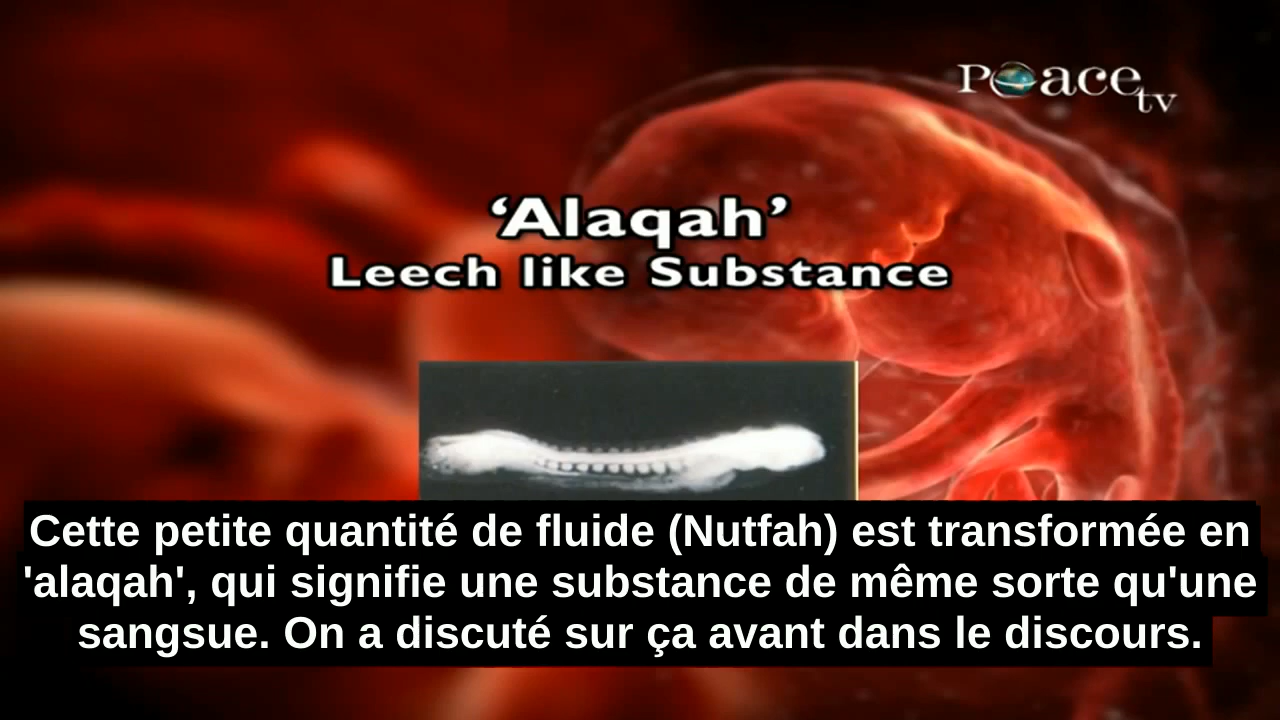 Peace
tv
‘Alaqah’
Leech like Substance
Cette petite quantité de fluide (Nutfah) est transformée en
'alaqah', qui signifie une substance de même sorte qu'une
sangsue. On a discuté sur ça avant dans le discours.